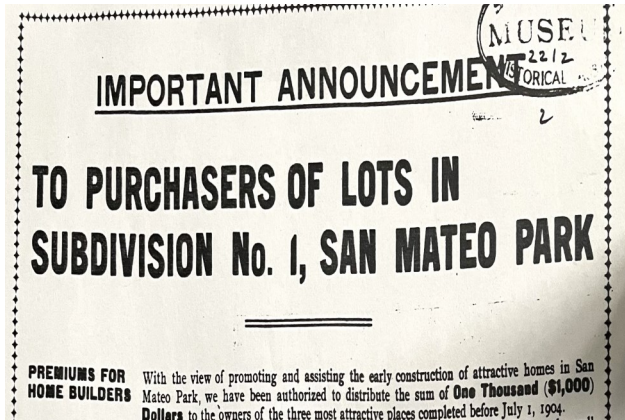 MUSEU
22/2
IMPORTANT ANNOUNCEMENT
TORICAL
2
TO PURCHASERS OF LOTS IN
SUBDIVISION No. 1, SAN MATEO PARK
PREMIUMS FOR
HOME BUILDERS
With the view of promoting and assisting the early construction of attractive homes in San
Mateo Park, we have been authorized to distribute the sum of One Thousand ($1,000)
Dollars to the owners of the three most attractive places completed before July 1, 1904.